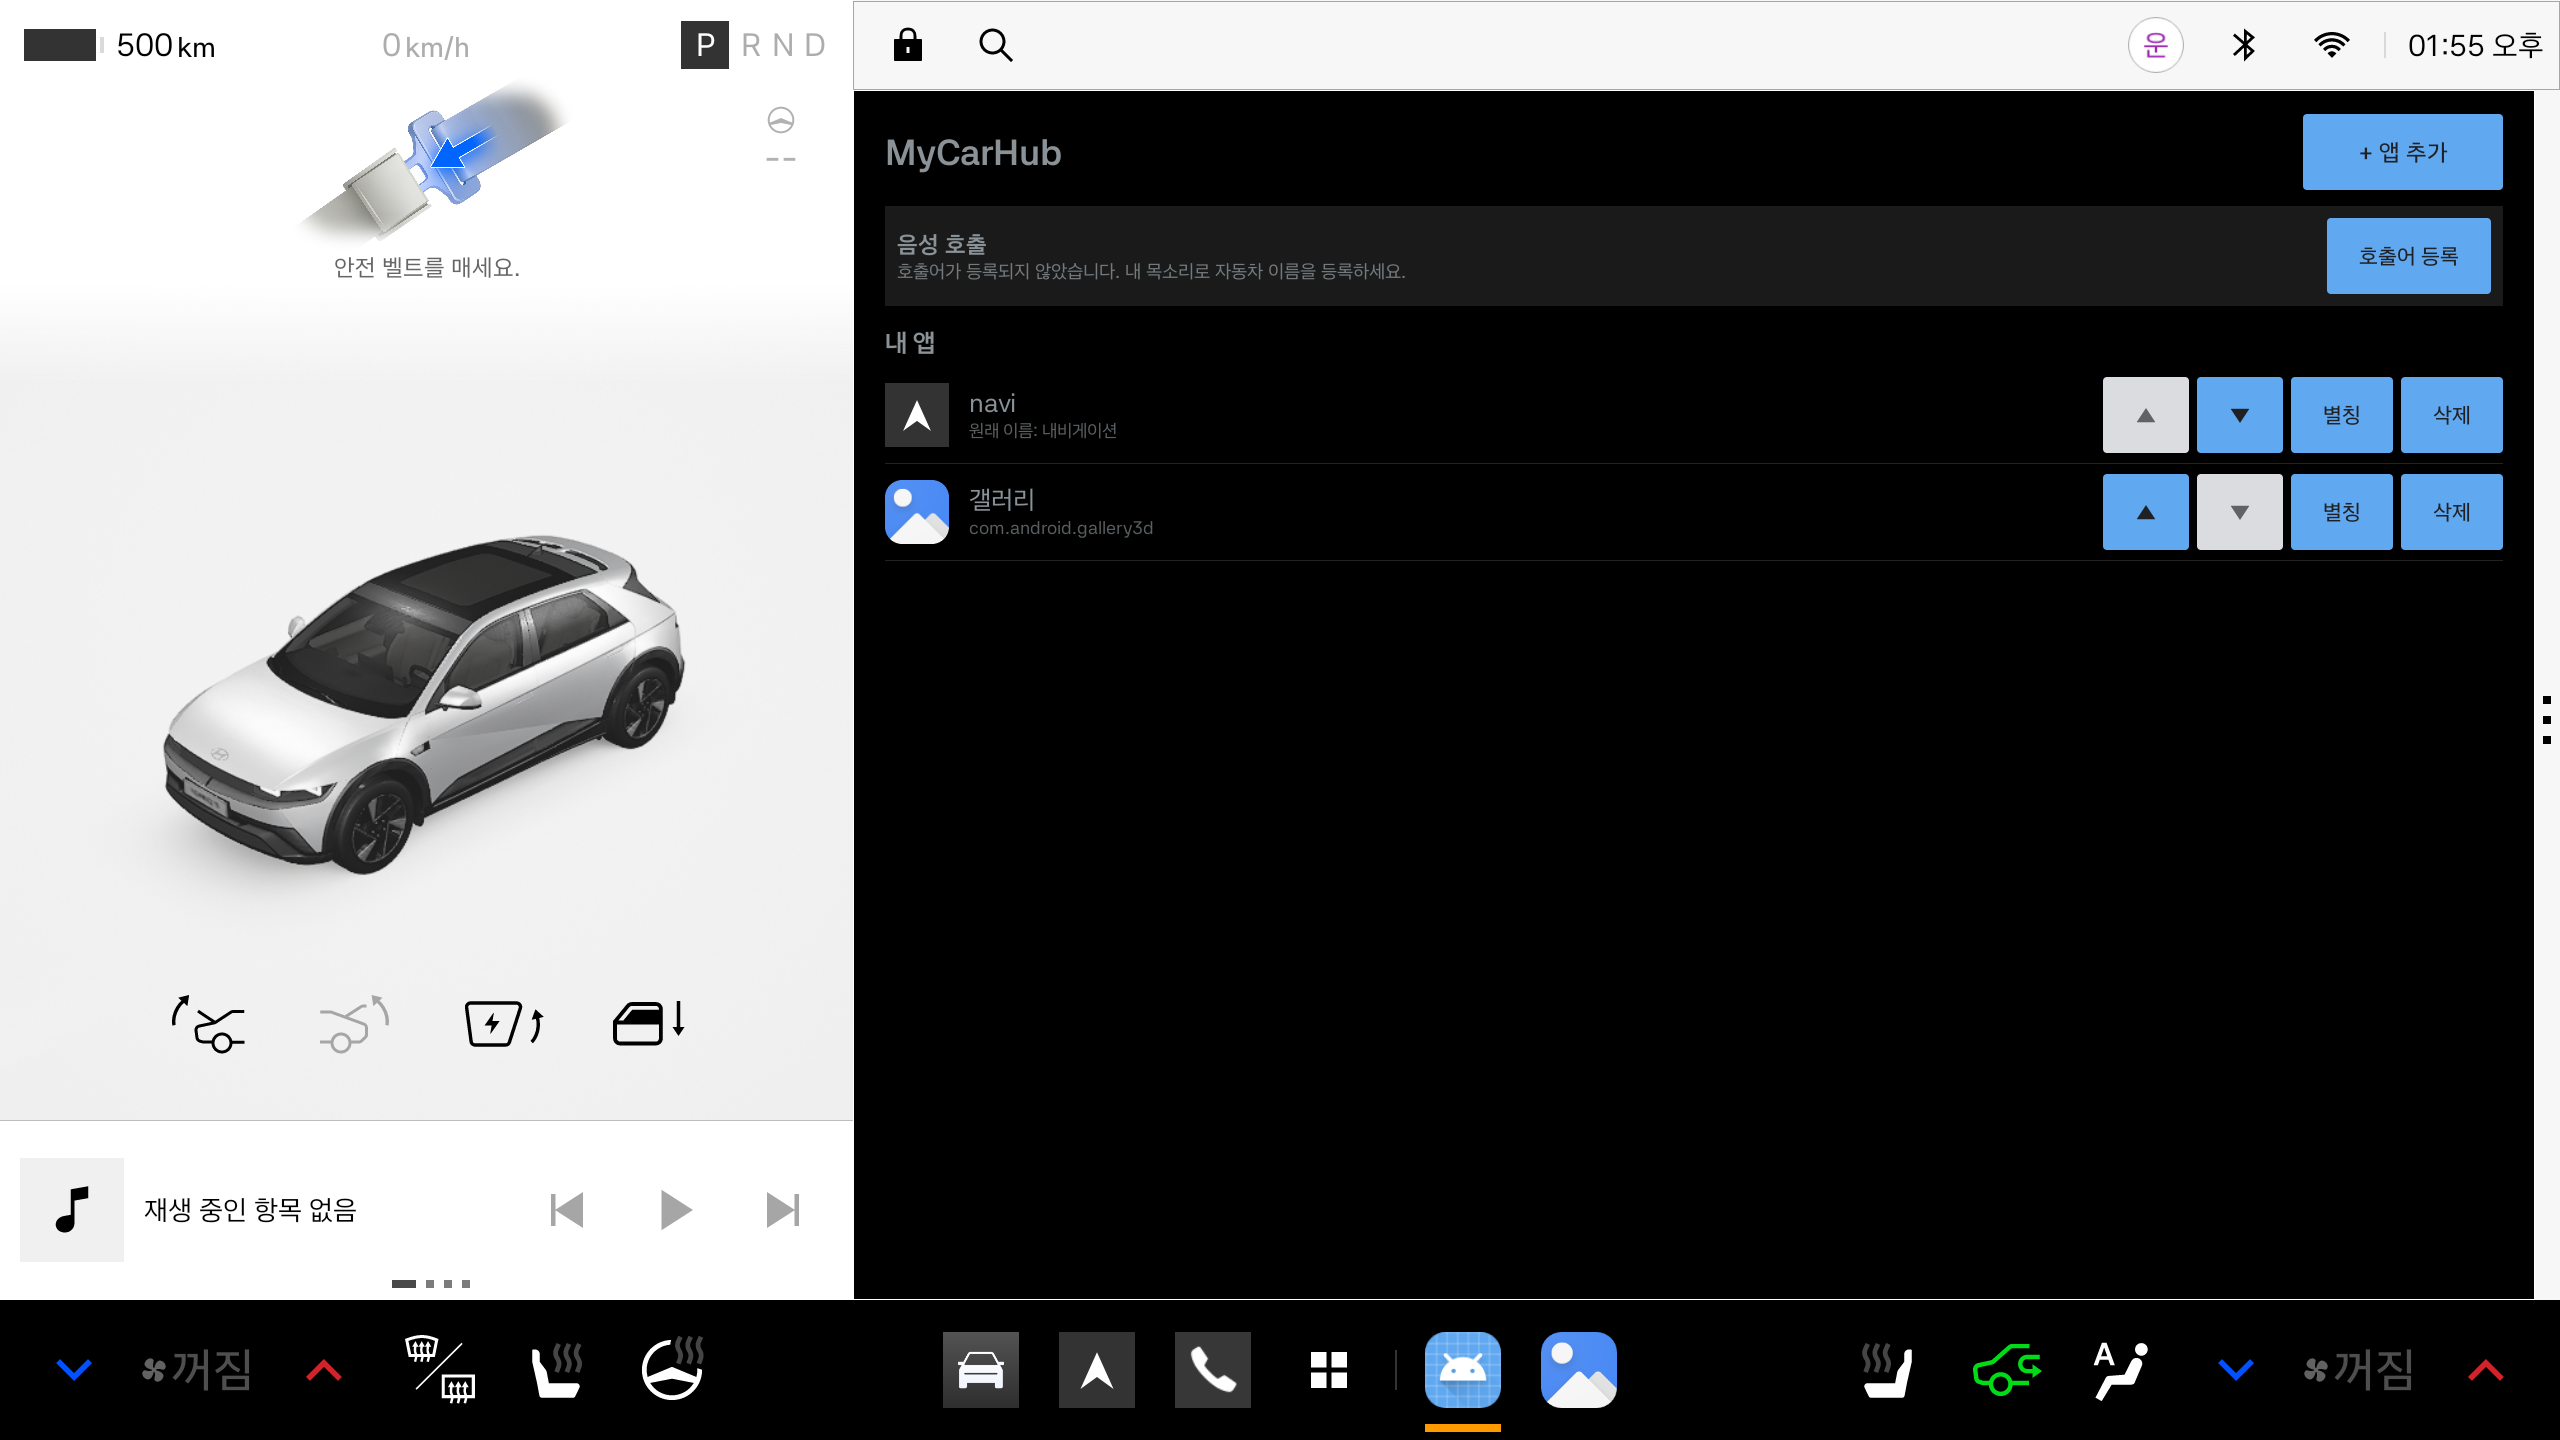 500 km
0 km/h
P R N D
01:55 오후
운
안전 벨트를 매세요.
MyCarHub
+ 앱 추가
음성 호출
호출어가 등록되지 않았습니다. 내 목소리로 자동차 이름을 등록하세요.
호출어 등록
내 앱
navi
원래 이름: 내비게이션
별칭
삭제
갤러리
com.android.gallery3d
별칭
삭제
재생 중인 항목 없음
꺼짐
A
꺼짐